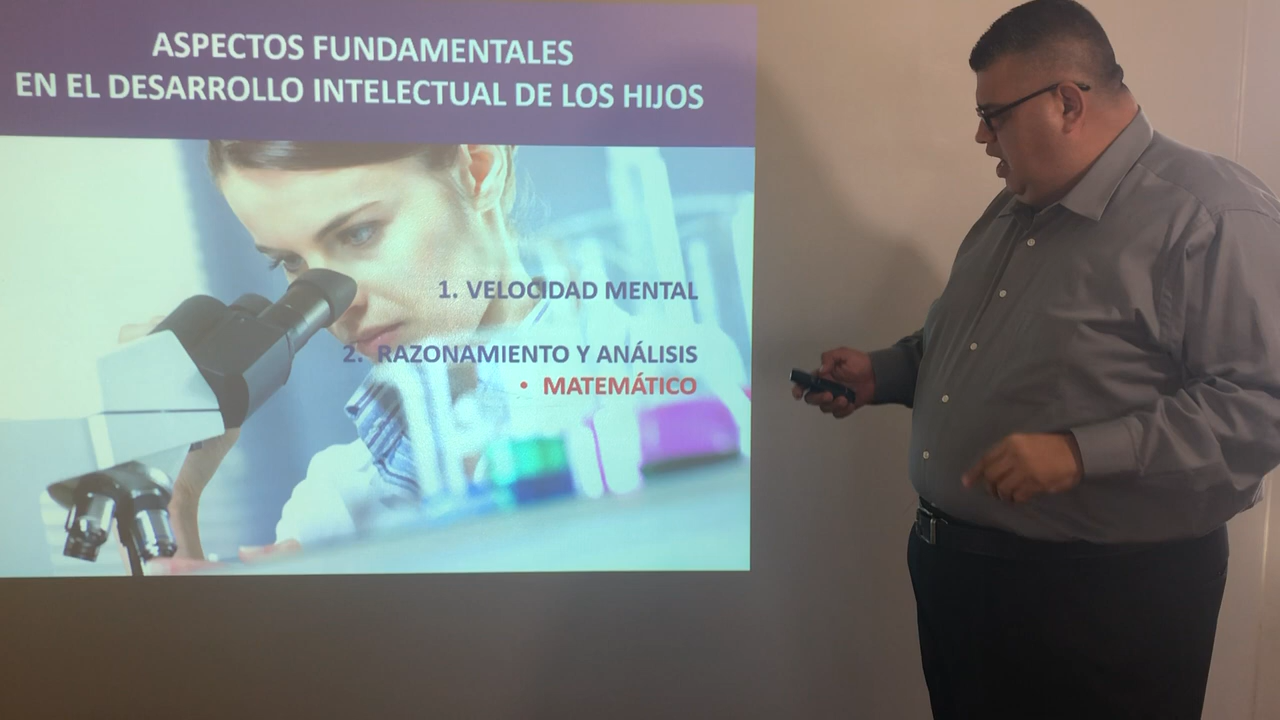 ASPECTOS FUNDAMENTALES
EN EL DESARROLLO INTELECTUAL DE LOS HIJOS
1. VELOCIDAD MENTAL
2. RAZONAMIENTO Y ANÁLISIS
• MATEMÁTICO